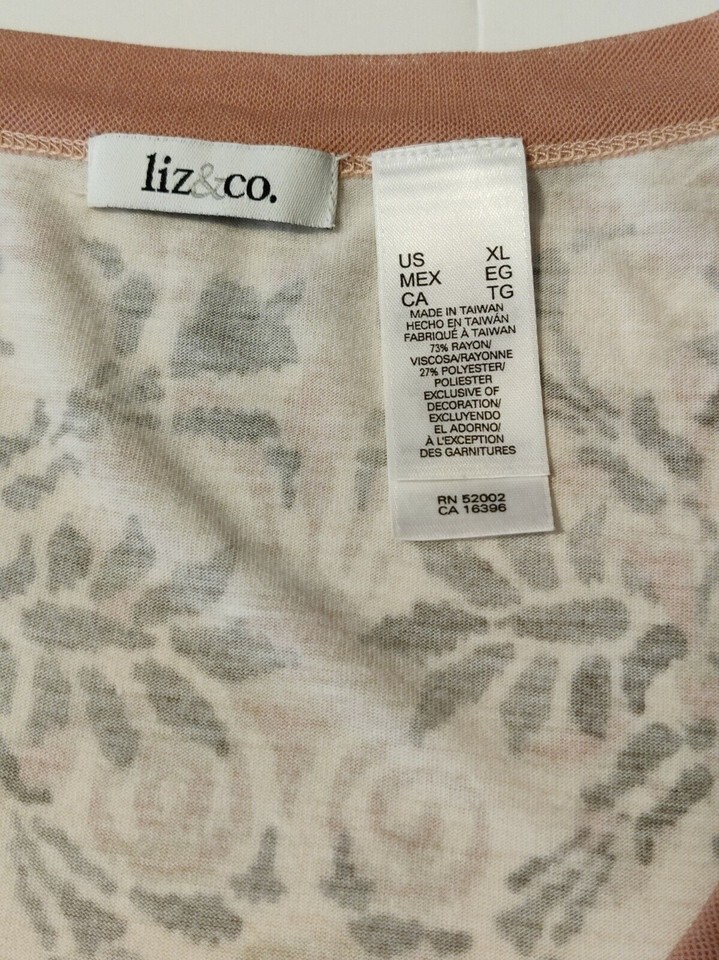 liz&co.
US XL
MEX EG
CA TG
MADE IN TAIWAN
HECHO EN TAIWÁN
FABRIQUÉ À TAIWAN
73% RAYON/
VISCOSA/RAYONNE
27% POLYESTER/
POLIESTER
EXCLUSIVE OF
DECORATION/
EXCLUYENDO
EL ADORNO/
À L'EXCEPTION
DES GARNITURES
RN 52002
CA 16396